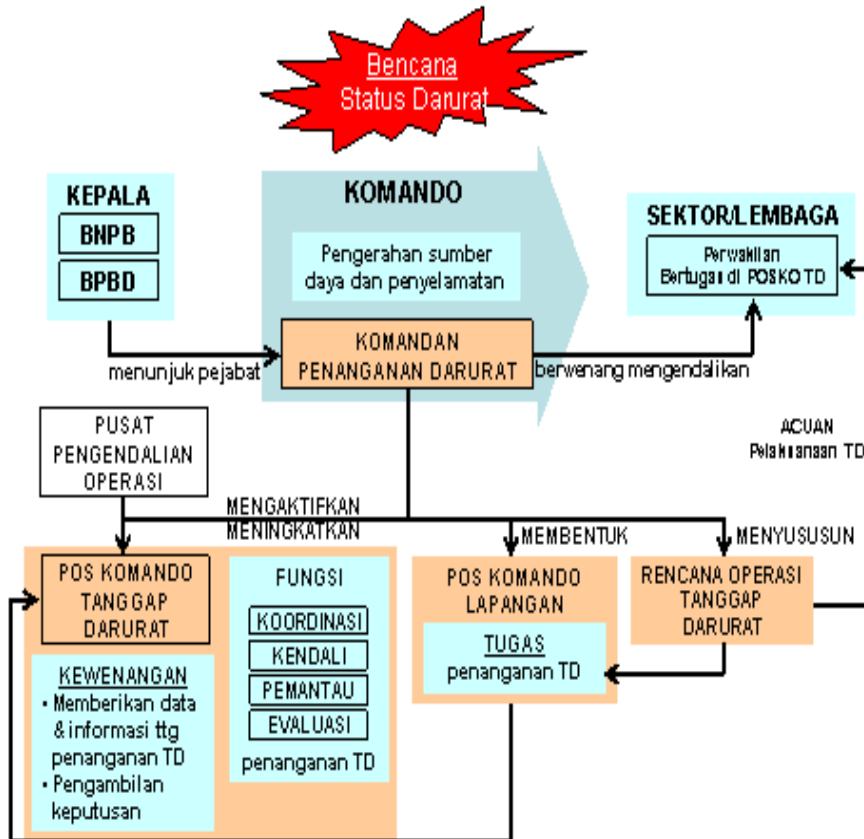 Bencana
Status Darurat
KEPALA
BNPB
BPBD
KOMANDO
Pengerahan sumber
daya dan penyelamatan
SEKTOR/LEMBAGA
Perwakilan
Bertugas di POSKO TD
menunjuk pejabat
KOMANDAN
PENANGANAN DARURAT
berwenang mengendalikan
PUSAT
PENGENDALIAN
OPERASI
ACUAN
Pelaksanaan TD
MENGAKTIFKAN
MENINGKATKAN
MEMBENTUK
MENYUSUSUN
POS KOMANDO
TANGGAP
DARURAT
KEWENANGAN
• Memberikan data
& informasi ttg
penanganan TD
• Pengambilan
keputusan
FUNGSI
KOORDINASI
KENDALI
PEMANTAU
EVALUASI
penanganan TD
POS KOMANDO
LAPANGAN
TUGAS
penanganan TD
RENCANA OPERASI
TANGGAP
DARURAT